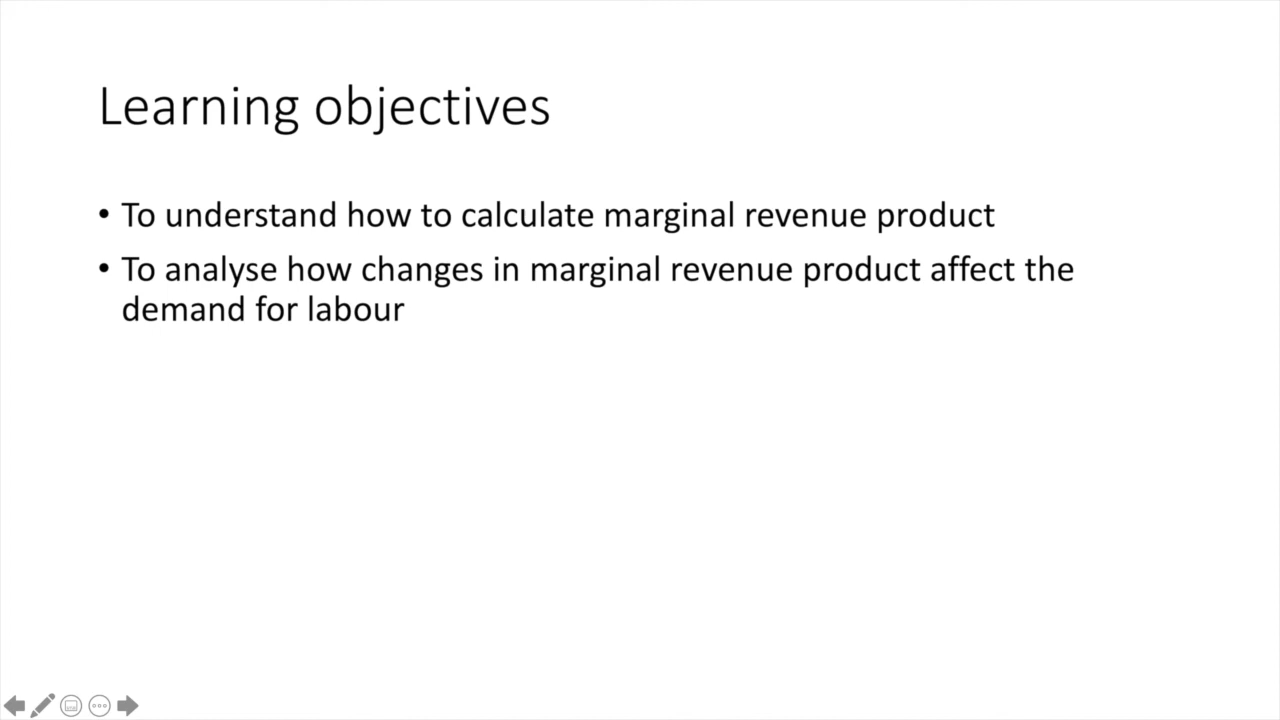 Learning objectives
• To understand how to calculate marginal revenue product
• To analyse how changes in marginal revenue product affect the
demand for labour